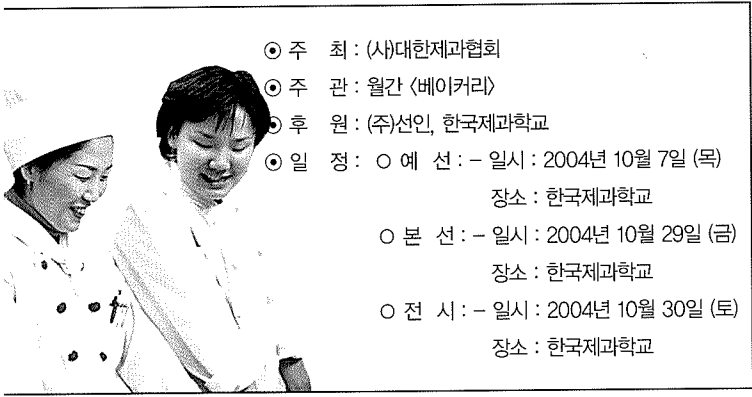 ⊙ 주 최 : (사)대한제과협회
⊙ 주 관 : 월간 〈베이커리〉
⊙ 후 원 : (주)선인, 한국제과학교
⊙ 일 정 : ○ 예 선 : - 일시 : 2004년 10월 7일 (목)
장소 : 한국제과학교
○ 본 선 : - 일시 : 2004년 10월 29일 (금)
장소 : 한국제과학교
○ 전 시 : - 일시 : 2004년 10월 30일 (토)
장소 : 한국제과학교